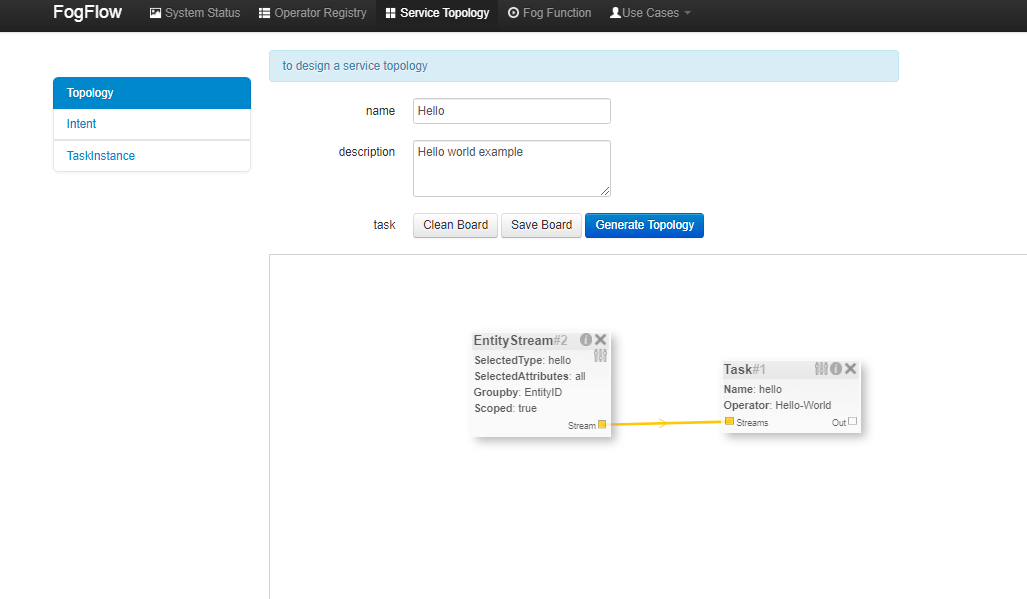 FogFlow System Status Operator Registry Service Topology Fog Function Use Cases
to design a service topology
Topology
Intent
TaskInstance
name Hello
description Hello world example
task Clean Board Save Board Generate Topology
EntityStream#2
SelectedType: hello
SelectedAttributes: all
Groupby: EntityID
Scoped: true
Stream
Task#1
Name: hello
Operator: Hello-World
Streams Out